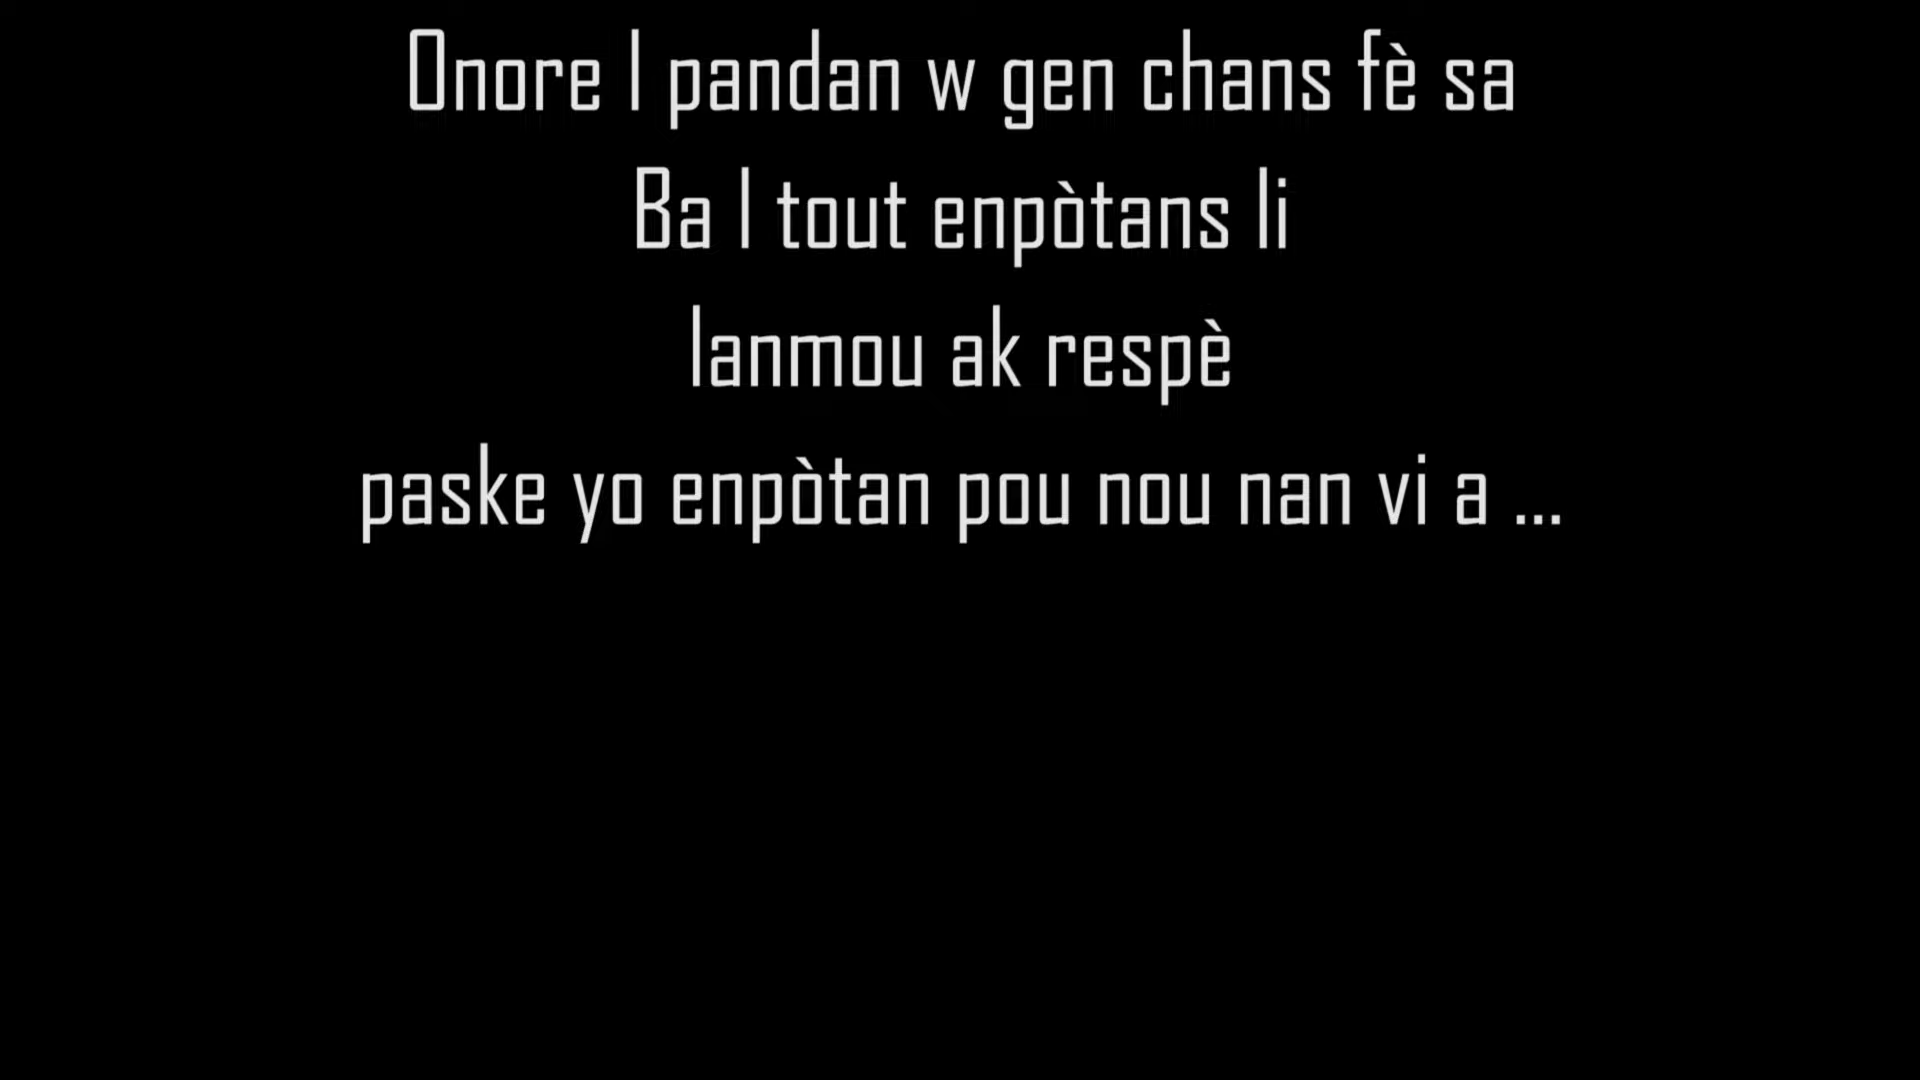 Onore l pandan w gen chans fè sa
Ba l tout enpòtans li
lanmou ak respè
paske yo enpòtan pou nou nan vi a ...